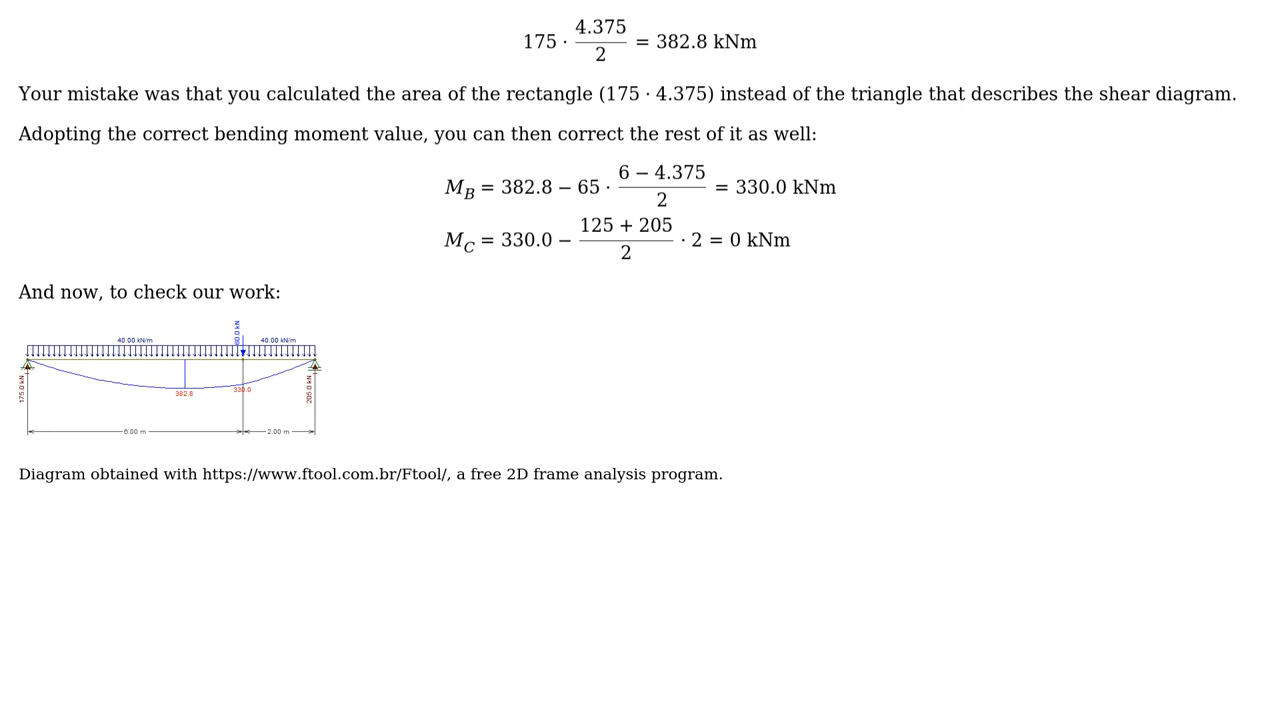 175 · 4.375/2 = 382.8 kNm
Your mistake was that you calculated the area of the rectangle (175 · 4.375) instead of the triangle that describes the shear diagram.
Adopting the correct bending moment value, you can then correct the rest of it as well:
M_B = 382.8 − 65 · (6 − 4.375)/2 = 330.0 kNm
M_C = 330.0 − (125 + 205)/2 · 2 = 0 kNm
And now, to check our work:
40.00 kN/m
40.00 kN/m
175.0 kN
382.8
330.0
205.0 kN
6.00 m
2.00 m
Diagram obtained with https://www.ftool.com.br/Ftool/, a free 2D frame analysis program.